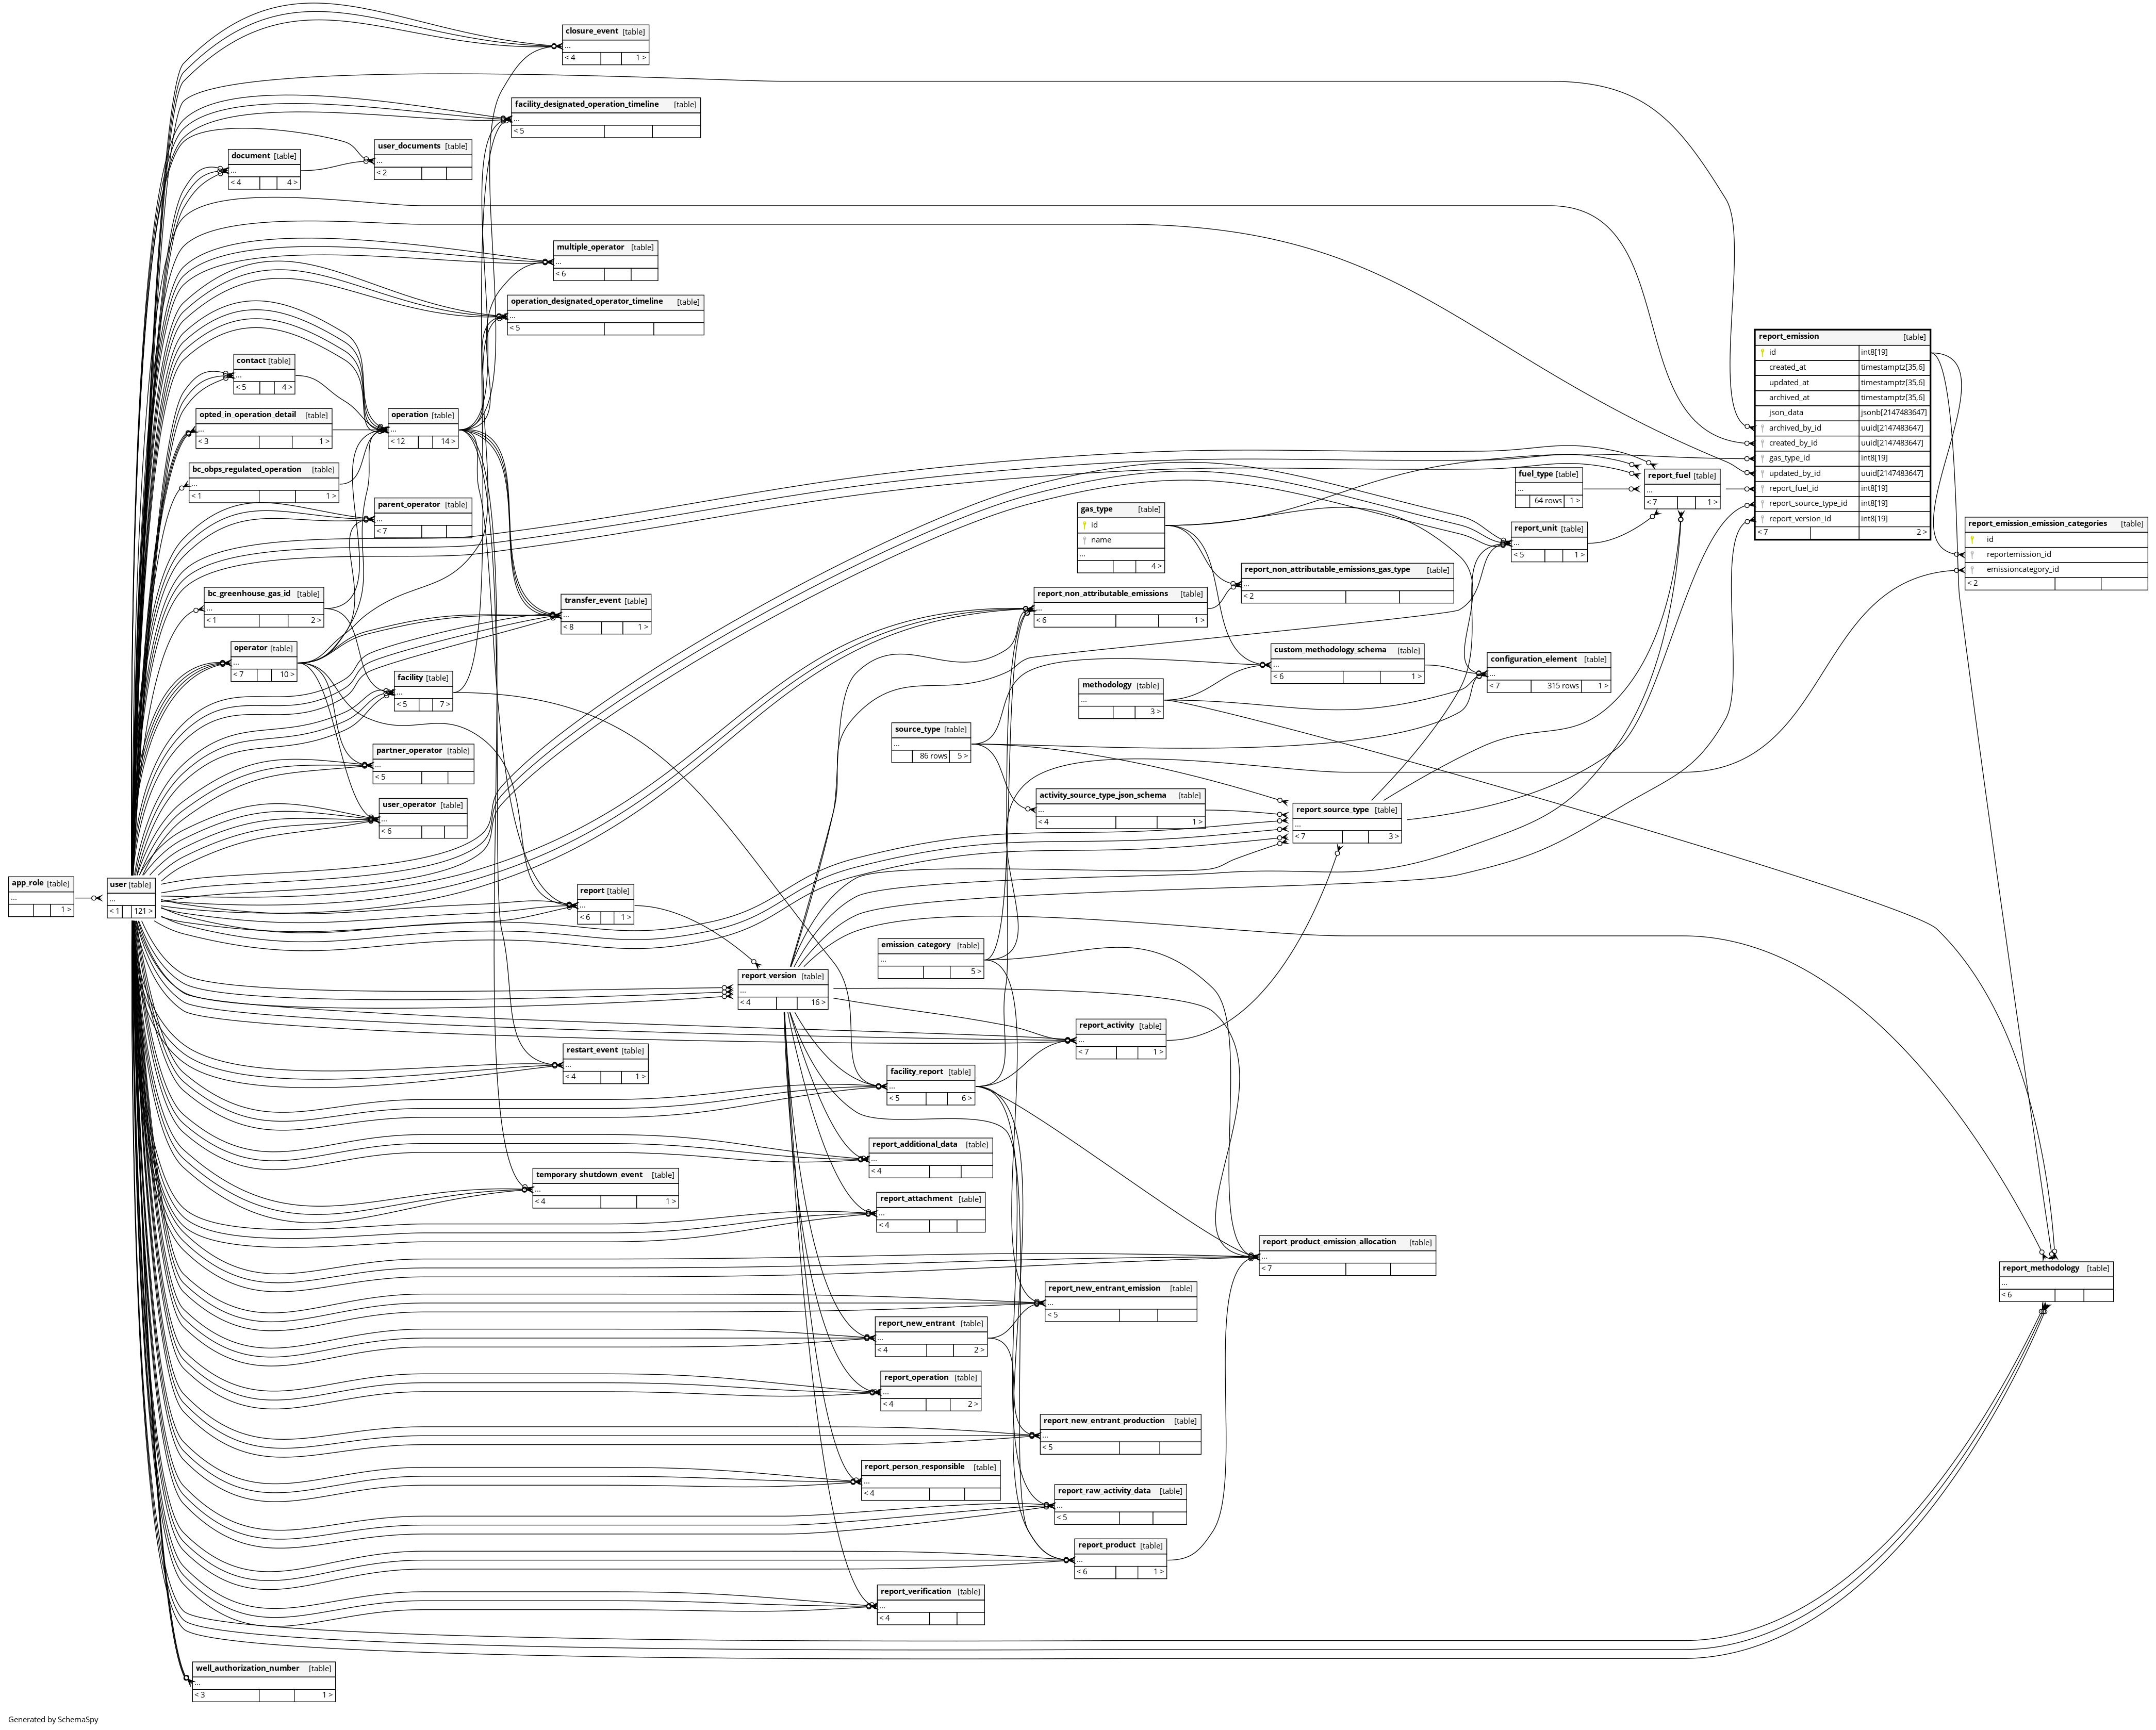 closure_event [table]
...
< 4 1 >
facility_designated_operation_timeline [table]
...
< 5
user_documents [table]
...
< 2
document [table]
...
< 4 4 >
multiple_operator [table]
...
< 6
operation_designated_operator_timeline [table]
...
< 5
contact [table]
...
< 5 4 >
opted_in_operation_detail [table]
...
< 3 1 >
operation [table]
...
< 12 14 >
bc_obps_regulated_operation [table]
...
< 1 1 >
parent_operator [table]
...
< 7
bc_greenhouse_gas_id [table]
...
< 1 2 >
transfer_event [table]
...
< 8 1 >
operator [table]
...
< 7 10 >
facility [table]
...
< 5 7 >
partner_operator [table]
...
< 5
user_operator [table]
...
< 6
app_role [table]
...
1 >
user [table]
...
< 1 121 >
report [table]
...
< 6 1 >
report_version [table]
...
< 4 16 >
restart_event [table]
...
< 4 1 >
temporary_shutdown_event [table]
...
< 4 1 >
well_authorization_number [table]
...
< 3 1 >
source_type [table]
...
86 rows 5 >
emission_category [table]
...
5 >
facility_report [table]
...
< 5 6 >
report_additional_data [table]
...
< 4
report_attachment [table]
...
< 4
report_new_entrant [table]
...
< 4 2 >
report_operation [table]
...
< 4 2 >
report_person_responsible [table]
...
< 4
report_verification [table]
...
< 4
gas_type [table]
id
name
...
4 >
report_non_attributable_emissions [table]
...
< 6 1 >
methodology [table]
...
3 >
activity_source_type_json_schema [table]
...
< 4 1 >
report_activity [table]
...
< 7 1 >
report_new_entrant_emission [table]
...
< 5
report_new_entrant_production [table]
...
< 5
report_raw_activity_data [table]
...
< 5
report_product [table]
...
< 6 1 >
report_non_attributable_emissions_gas_type [table]
...
< 2
custom_methodology_schema [table]
...
< 6 1 >
report_source_type [table]
...
< 7 3 >
report_product_emission_allocation [table]
...
< 7
fuel_type [table]
...
64 rows 1 >
report_unit [table]
...
< 5 1 >
configuration_element [table]
...
< 7 315 rows 1 >
report_fuel [table]
...
< 7 1 >
report_emission [table]
id int8[19]
created_at timestamptz[35,6]
updated_at timestamptz[35,6]
archived_at timestamptz[35,6]
json_data jsonb[2147483647]
archived_by_id uuid[2147483647]
created_by_id uuid[2147483647]
gas_type_id int8[19]
updated_by_id uuid[2147483647]
report_fuel_id int8[19]
report_source_type_id int8[19]
report_version_id int8[19]
< 7 2 >
report_emission_emission_categories [table]
id
reportemission_id
emissioncategory_id
< 2
report_methodology [table]
...
< 6
Generated by SchemaSpy